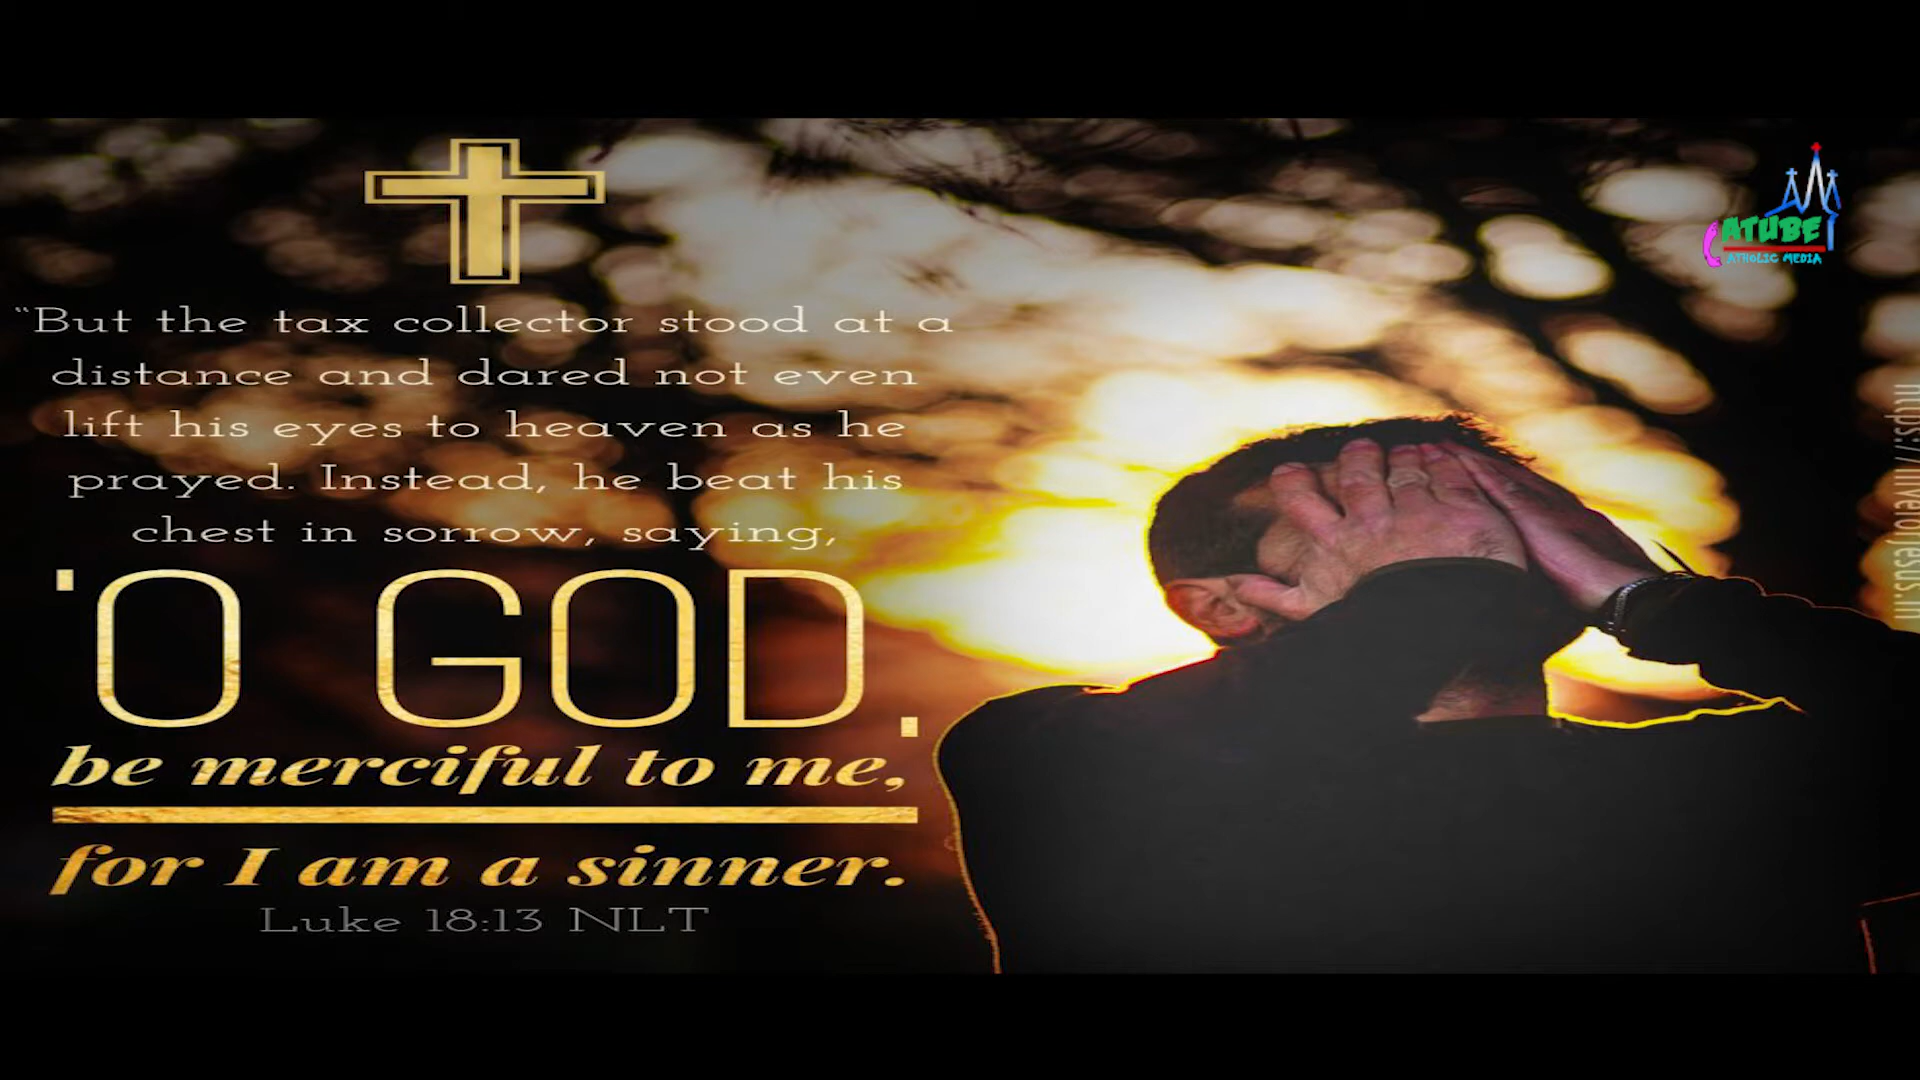 “But the tax collector stood at a
distance and dared not even
lift his eyes to heaven as he
prayed. Instead, he beat his
chest in sorrow, saying,
'O GOD,
be merciful to me,
for I am a sinner.
Luke 18:13 NLT
CATUBE
CATHOLIC MEDIA